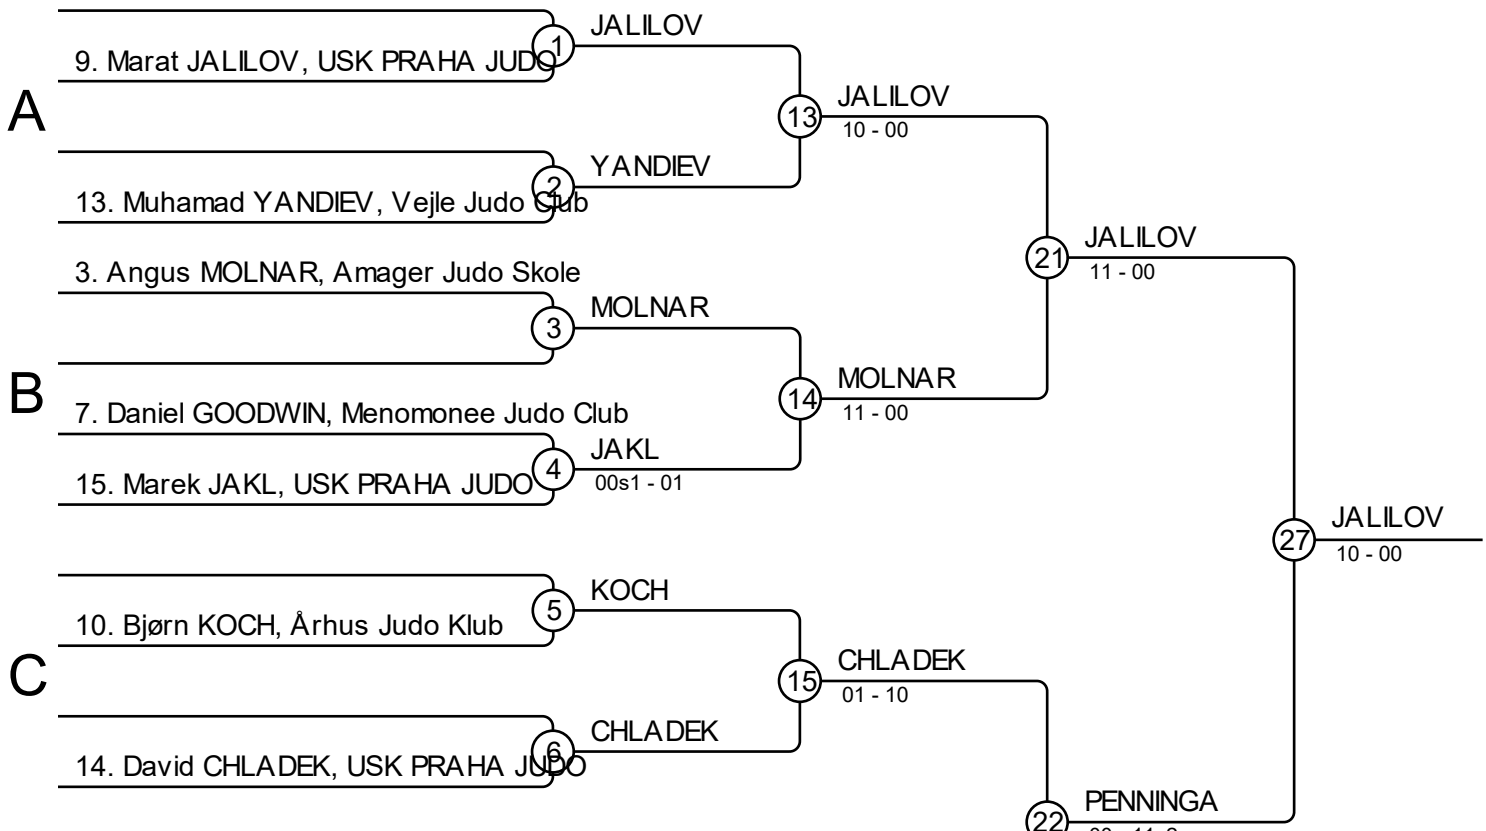 JALILOV
1
9. Marat JALILOV, USK PRAHA JUDO
JALILOV
A
13
10 - 00
YANDIEV
2
13. Muhamad YANDIEV, Vejle Judo Club
JALILOV
21
11 - 00
3. Angus MOLNAR, Amager Judo Skole
MOLNAR
3
MOLNAR
B
14
11 - 00
7. Daniel GOODWIN, Menomonee Judo Club
JAKL
4
00s1 - 01
15. Marek JAKL, USK PRAHA JUDO
JALILOV
27
10 - 00
KOCH
5
10. Bjørn KOCH, Århus Judo Klub
CHLADEK
C
15
01 - 10
CHLADEK
6
14. David CHLADEK, USK PRAHA JUDO
PENNINGA
22